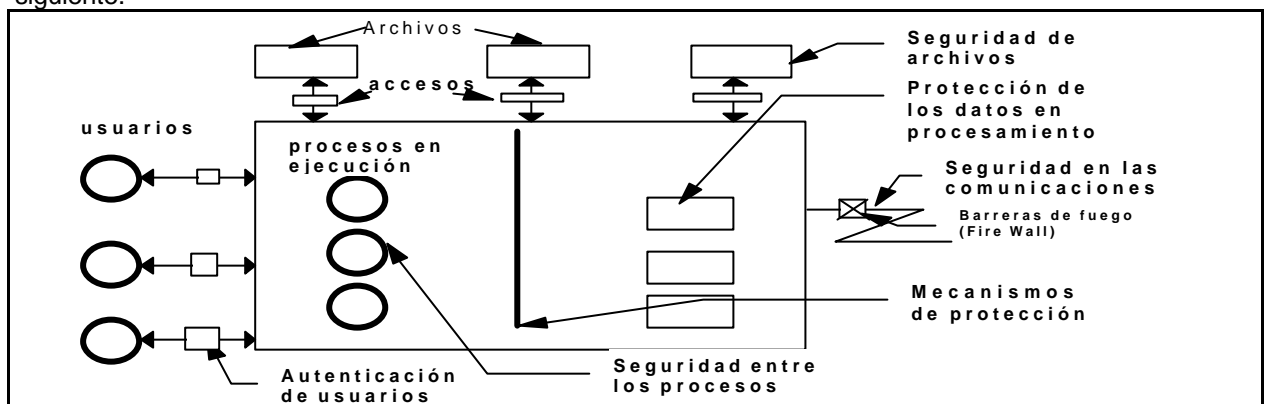 siguiente:
Archivos
Seguridad de
archivos
accesos
Protección de
los datos en
procesamiento
usuarios
procesos en
ejecución
Seguridad en las
comunicaciones
Barreras de fuego
(Fire Wall)
Mecanismos
de protección
Seguridad entre
los procesos
Autenticación
de usuarios